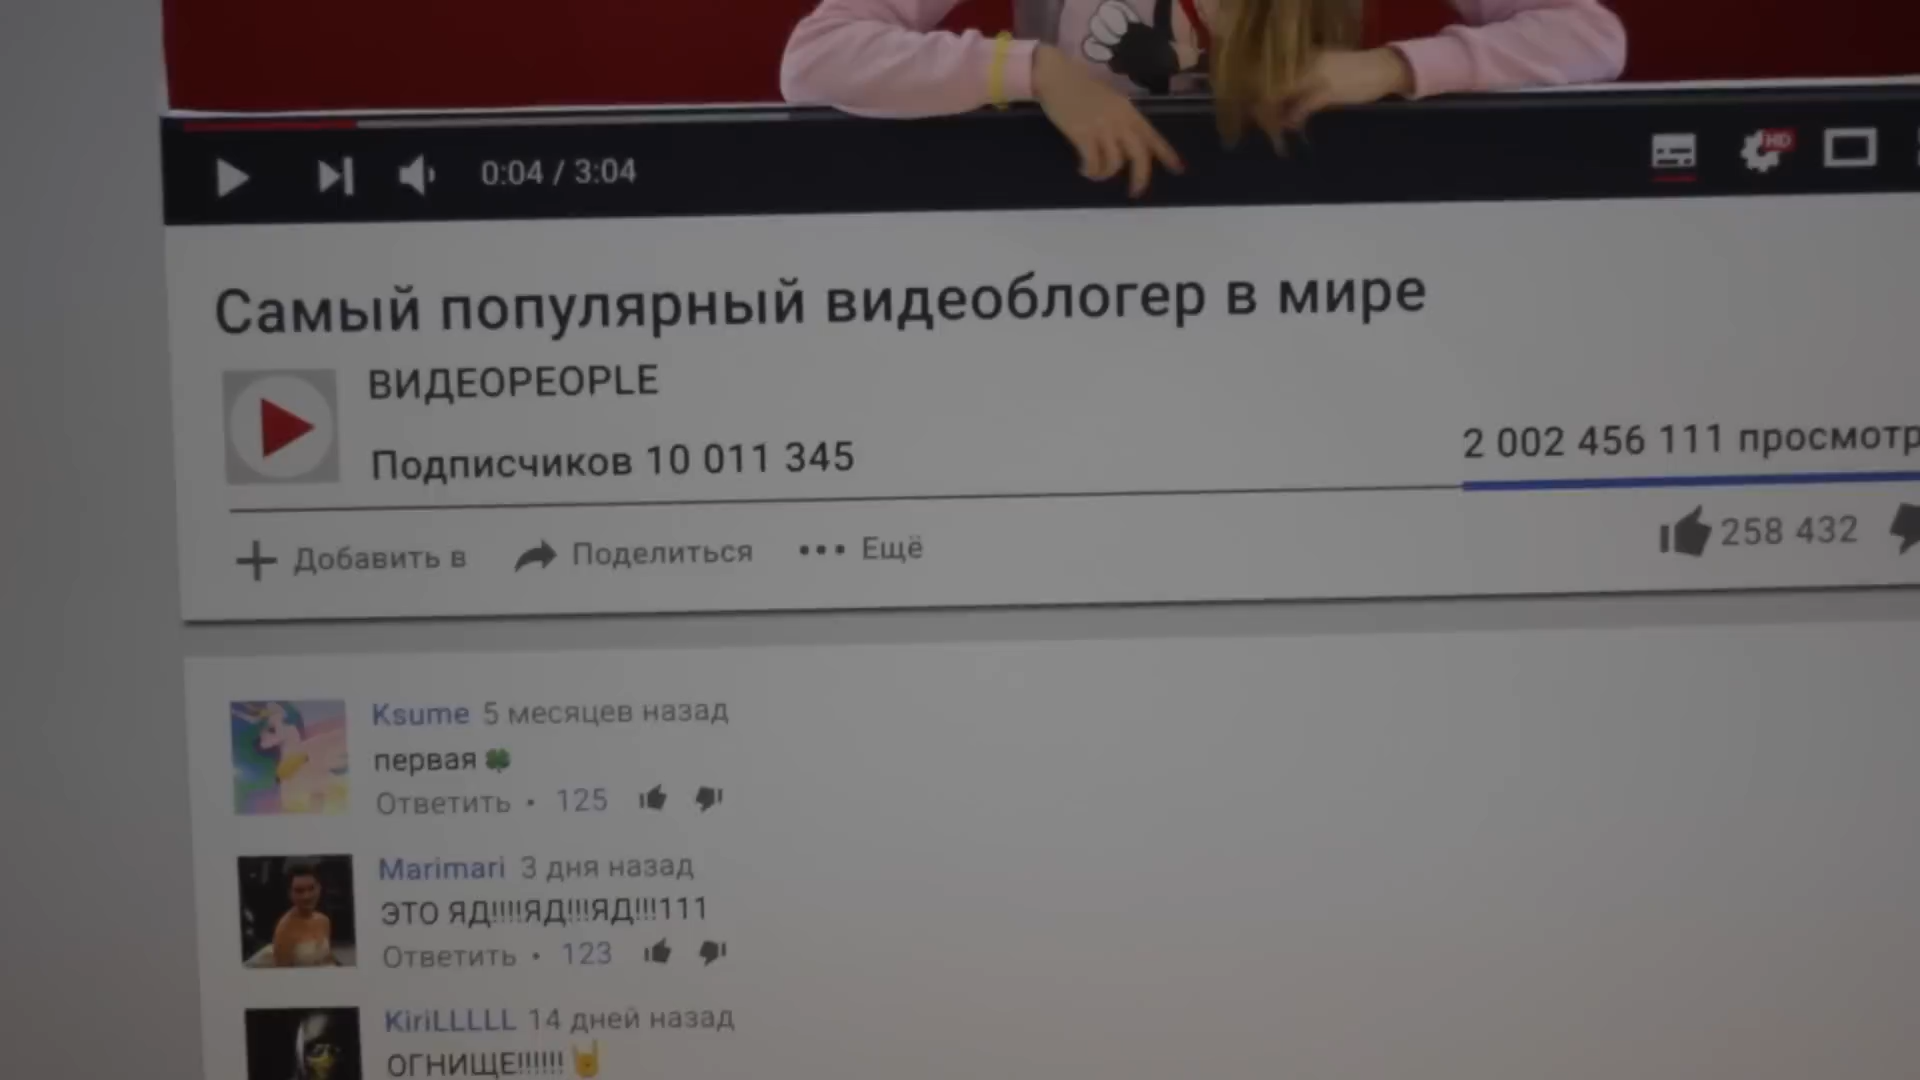 0:04 / 3:04
HD
Самый популярный видеоблогер в мире
ВИДЕОPEOPLE
Подписчиков 10 011 345
2 002 456 111 просмотр
258 432
Добавить в
Поделиться
Ещё
Ksume 5 месяцев назад
первая🍀
Ответить • 125
Marimari 3 дня назад
ЭТО ЯД!!!!ЯД!!!ЯД!!!111
Ответить • 123
KiriLLLLL 14 дней назад
ОГНИЩЕ!!!!!!🤘